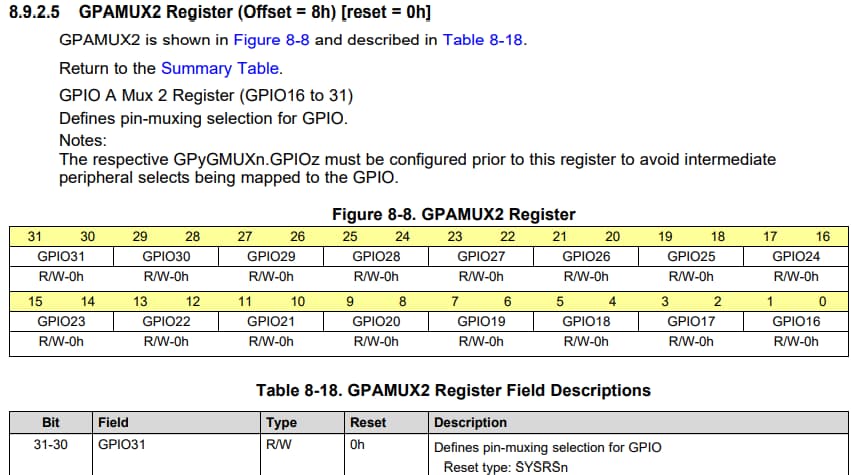 8.9.2.5 GPAMUX2 Register (Offset = 8h) [reset = 0h]
GPAMUX2 is shown in Figure 8-8 and described in Table 8-18.
Return to the Summary Table.
GPIO A Mux 2 Register (GPIO16 to 31)
Defines pin-muxing selection for GPIO.
Notes:
The respective GPyGMUXn.GPIOz must be configured prior to this register to avoid intermediate
peripheral selects being mapped to the GPIO.
Figure 8-8. GPAMUX2 Register
31 30 29 28 27 26 25 24 23 22 21 20 19 18 17 16
GPIO31 GPIO30 GPIO29 GPIO28 GPIO27 GPIO26 GPIO25 GPIO24
R/W-0h R/W-0h R/W-0h R/W-0h R/W-0h R/W-0h R/W-0h R/W-0h
15 14 13 12 11 10 9 8 7 6 5 4 3 2 1 0
GPIO23 GPIO22 GPIO21 GPIO20 GPIO19 GPIO18 GPIO17 GPIO16
R/W-0h R/W-0h R/W-0h R/W-0h R/W-0h R/W-0h R/W-0h R/W-0h
Table 8-18. GPAMUX2 Register Field Descriptions
Bit Field Type Reset Description
31-30 GPIO31 R/W 0h Defines pin-muxing selection for GPIO
Reset type: SYSRSn